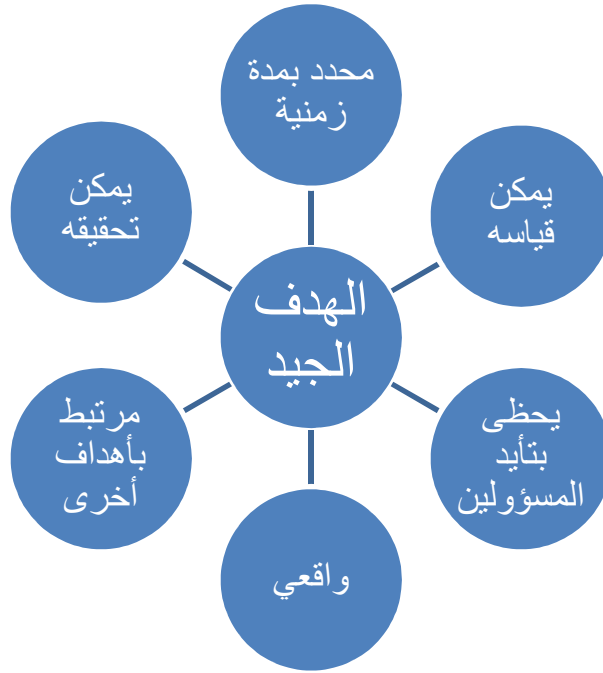 محدد بمدة
زمنية
يمكن
قياسه
يحظى
بتأيد
المسؤولين
واقعي
مرتبط
بأهداف
أخرى
يمكن
تحقيقه
الهدف
الجيد